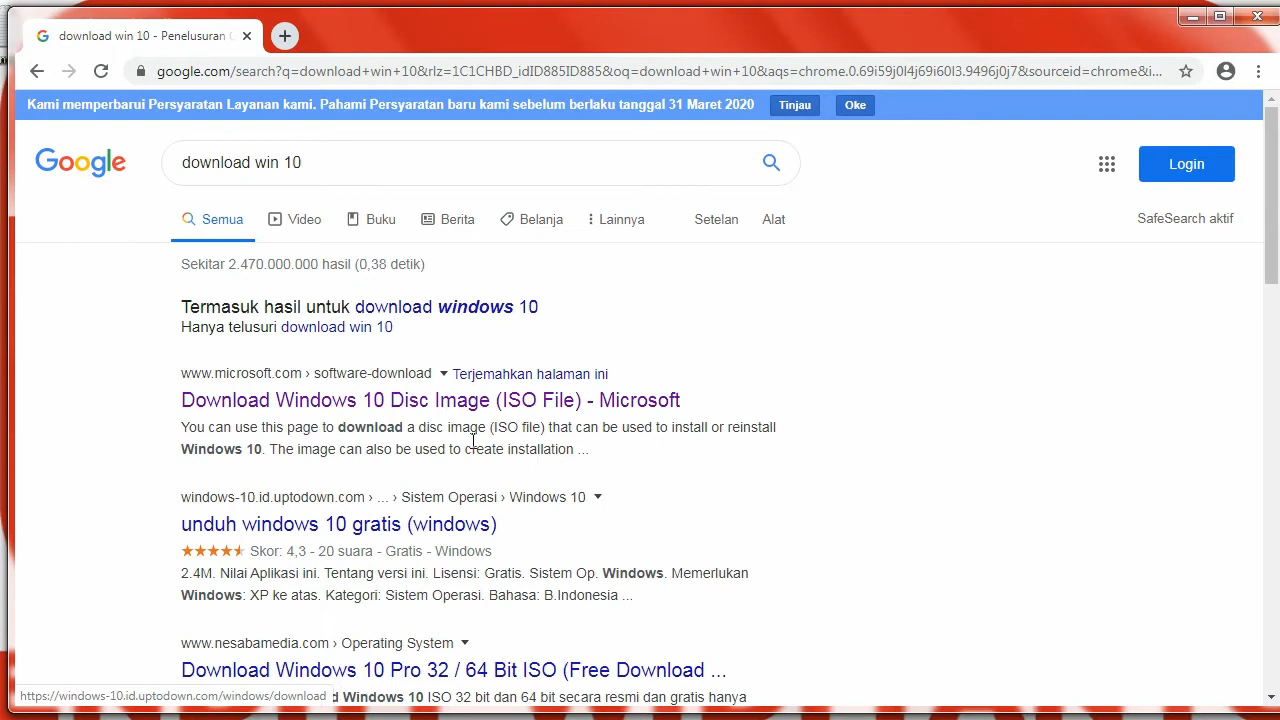 download win 10 - Penelusuran
google.com/search?q=download+win+10&rlz=1C1CHBD_idID885ID885&oq=download+win+10&aqs=chrome.0.69i59j0l4j69i60l3.9496j0j7&sourceid=chrome&i...
Kami memperbarui Persyaratan Layanan kami. Pahami Persyaratan baru kami sebelum berlaku tanggal 31 Maret 2020 Tinjau Oke
Google download win 10 Login
Semua Video Buku Berita Belanja Lainnya Setelan Alat SafeSearch aktif
Sekitar 2.470.000.000 hasil (0,38 detik)
Termasuk hasil untuk download windows 10
Hanya telusuri download win 10
www.microsoft.com › software-download Terjemahkan halaman ini
Download Windows 10 Disc Image (ISO File) - Microsoft
You can use this page to download a disc image (ISO file) that can be used to install or reinstall
Windows 10. The image can also be used to create installation ...
windows-10.id.uptodown.com › ... › Sistem Operasi › Windows 10
unduh windows 10 gratis (windows)
Skor: 4,3 - 20 suara - Gratis - Windows
2.4M. Nilai Aplikasi ini. Tentang versi ini. Lisensi: Gratis. Sistem Op. Windows. Memerlukan
Windows: XP ke atas. Kategori: Sistem Operasi. Bahasa: B.Indonesia ...
www.nesabamedia.com › Operating System
Download Windows 10 Pro 32 / 64 Bit ISO (Free Download ...
https://windows-10.id.uptodown.com/windows/download Windows 10 ISO 32 bit dan 64 bit secara resmi dan gratis hanya